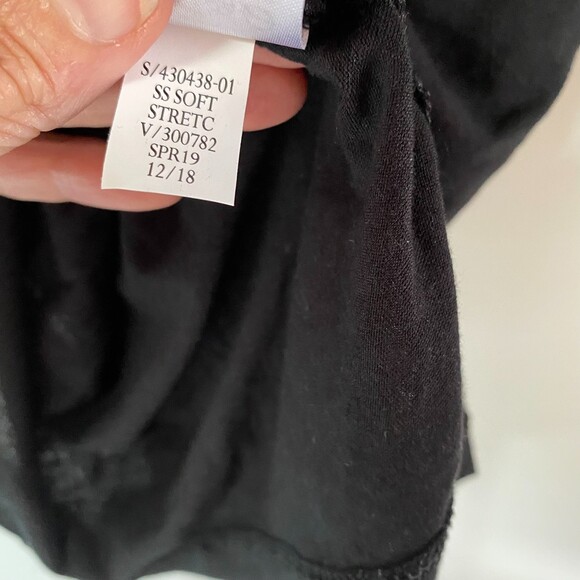 S/430438-01
SS SOFT
STRETC
V/300782
SPR19
12/18